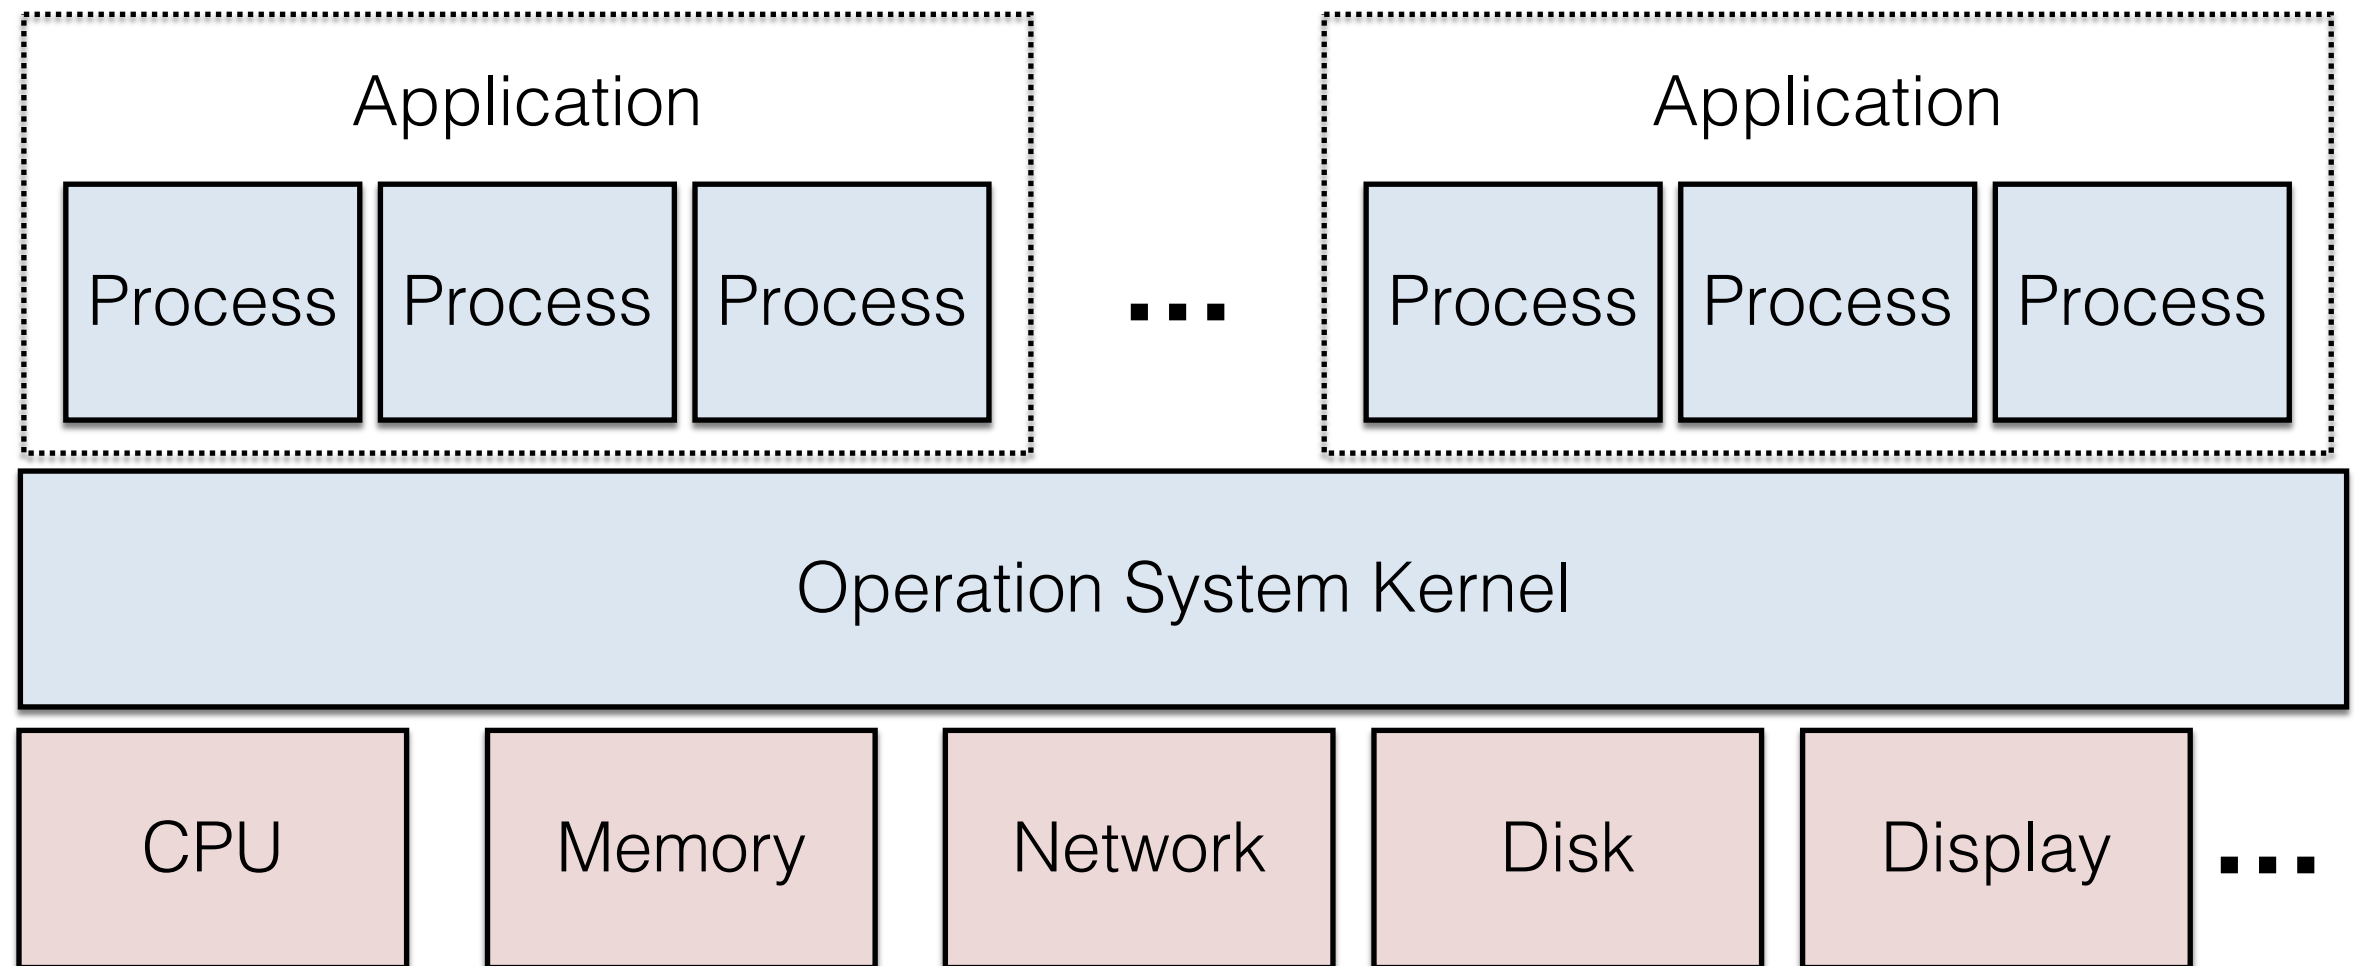 Application
Application
Process Process Process ... Process Process Process
Operation System Kernel
CPU Memory Network Disk Display ...